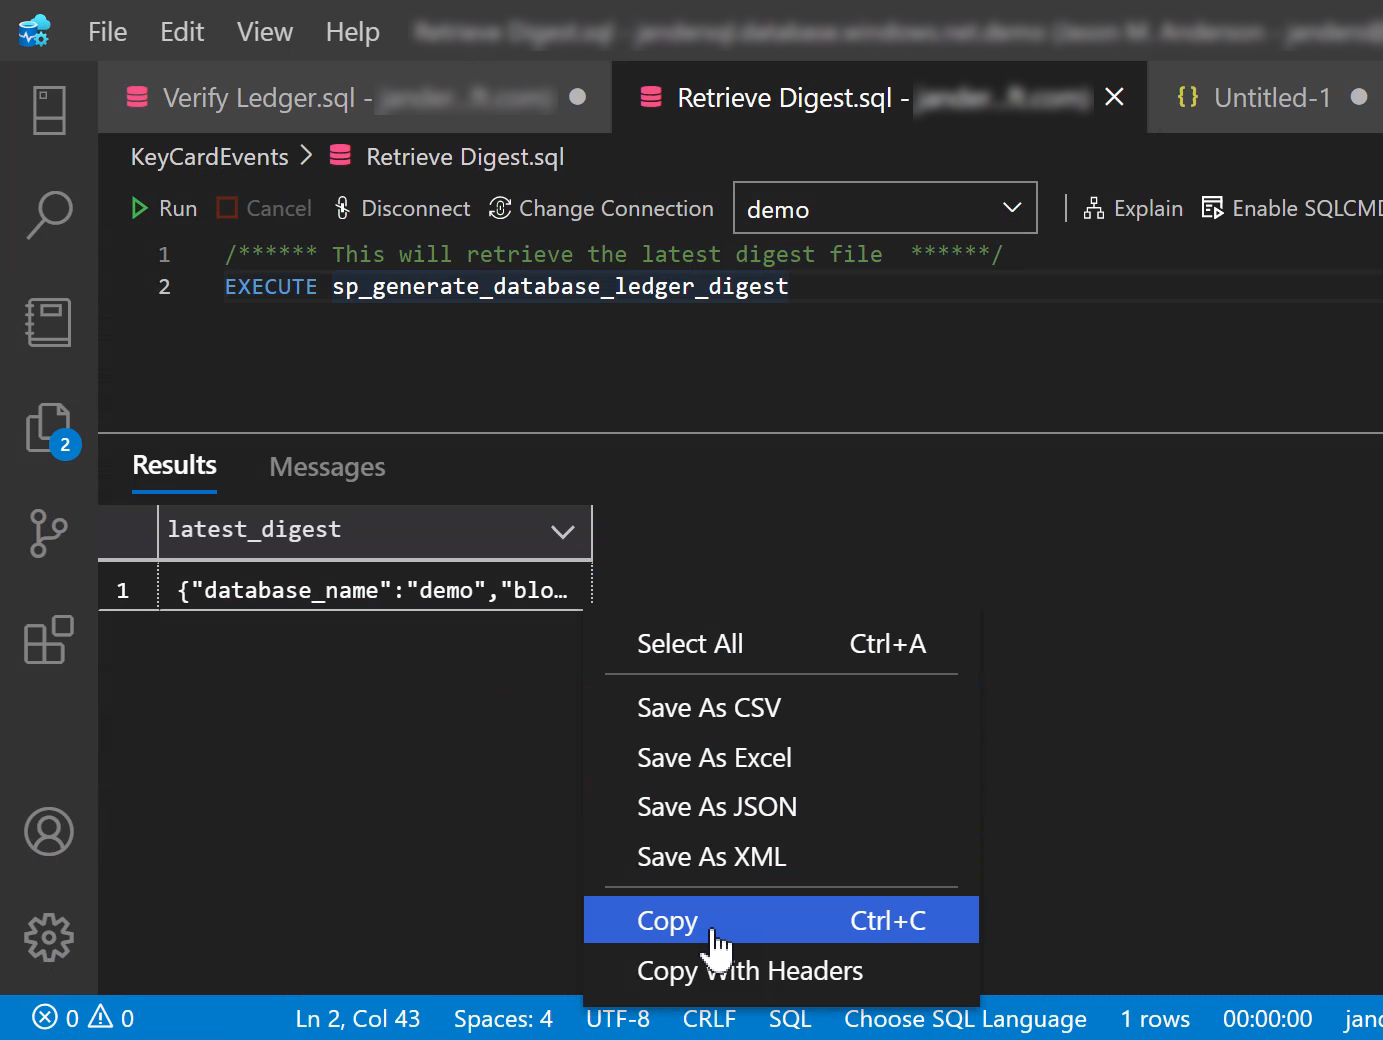 File Edit View Help
Verify Ledger.sql - Retrieve Digest.sql - {} Untitled-1
KeyCardEvents > Retrieve Digest.sql
Run Cancel Disconnect Change Connection demo Explain Enable SQLCMD
1 /****** This will retrieve the latest digest file ******/
2 EXECUTE sp_generate_database_ledger_digest
2
Results Messages
latest_digest
1 {"database_name":"demo","blo...
Select All Ctrl+A
Save As CSV
Save As Excel
Save As JSON
Save As XML
Copy Ctrl+C
Copy With Headers
0 0 Ln 2, Col 43 Spaces: 4 UTF-8 CRLF SQL Choose SQL Language 1 rows 00:00:00 janc